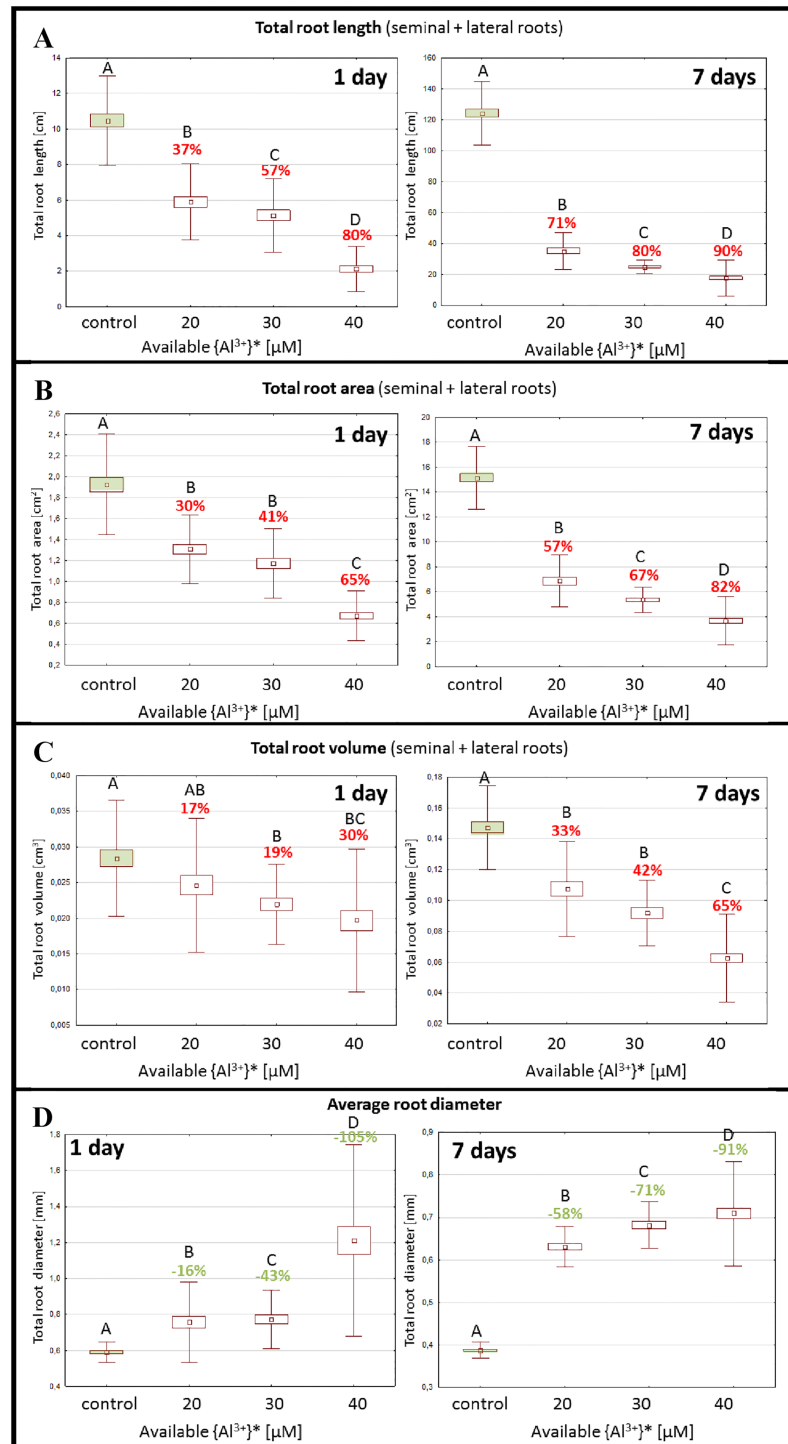 A
Total root length (seminal + lateral roots)
1 day
Total root length [cm]
14
12
10
8
6
4
2
0
A
B
37%
C
57%
D
80%
control
20
30
40
Available {Al³⁺}* [µM]
7 days
Total root length [cm]
160
140
120
100
80
60
40
20
0
A
B
71%
C
80%
D
90%
control
20
30
40
Available {Al³⁺}* [µM]
B
Total root area (seminal + lateral roots)
1 day
Total root area [cm²]
2,6
2,4
2,2
2,0
1,8
1,6
1,4
1,2
1,0
0,8
0,6
0,4
0,2
A
B
30%
B
41%
C
65%
control
20
30
40
Available {Al³⁺}* [µM]
7 days
Total root area [cm²]
20
18
16
14
12
10
8
6
4
2
0
A
B
57%
C
67%
D
82%
control
20
30
40
Available {Al³⁺}* [µM]
C
Total root volume (seminal + lateral roots)
1 day
Total root volume [cm³]
0,040
0,035
0,030
0,025
0,020
0,015
0,010
0,005
A
AB
17%
B
19%
BC
30%
control
20
30
40
Available {Al³⁺}* [µM]
7 days
Total root volume [cm³]
0,18
0,16
0,14
0,12
0,10
0,08
0,06
0,04
0,02
A
B
33%
B
42%
C
65%
control
20
30
40
Available {Al³⁺}* [µM]
D
Average root diameter
1 day
Total root diameter [mm]
1,8
1,6
1,4
1,2
1,0
0,8
0,6
0,4
A
B
-16%
C
-43%
D
-105%
control
20
30
40
Available {Al³⁺}* [µM]
7 days
Total root diameter [mm]
0,9
0,8
0,7
0,6
0,5
0,4
0,3
A
B
-58%
C
-71%
D
-91%
control
20
30
40
Available {Al³⁺}* [µM]